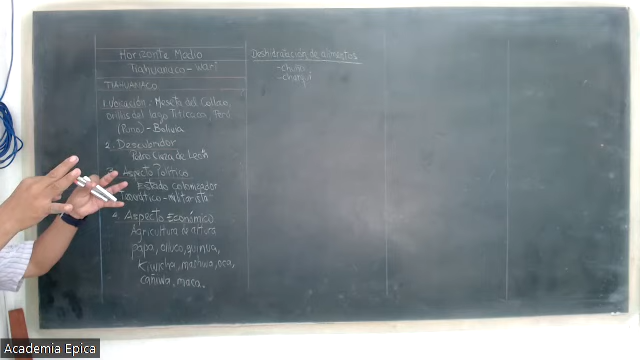 Horizonte Medio
Tiahuanaco - Wari
TIAHUANACO
1. Ubicación: Meseta del Collao,
orillas del lago Titicaca, Perú
(Puno) - Bolivia
2. Descubridor
Pedro Cieza de León
3. Aspecto Político
Estado Colonizador
Teocrático - militarista
4. Aspecto Económico
Agricultura de altura
papa, olluco, quinua,
Kiwicha, mashwa, oca,
cañiwa, maca.
Deshidratación de alimentos
- chuño
- charqui
Academia Epica